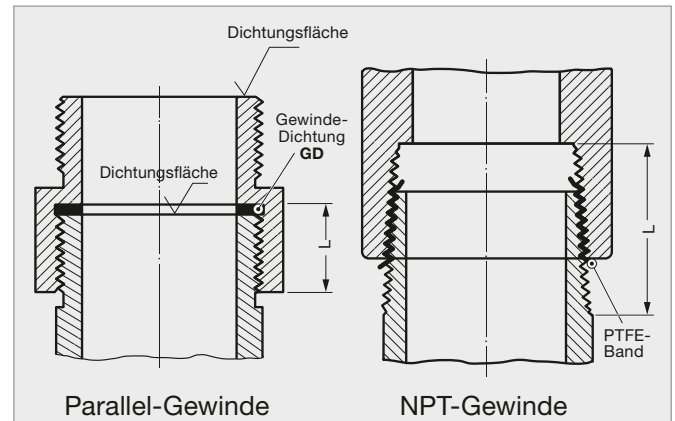 Dichtungsfläche
Gewinde-
Dichtung
GD
Dichtungsfläche
L
Parallel-Gewinde
L
PTFE-
Band
NPT-Gewinde